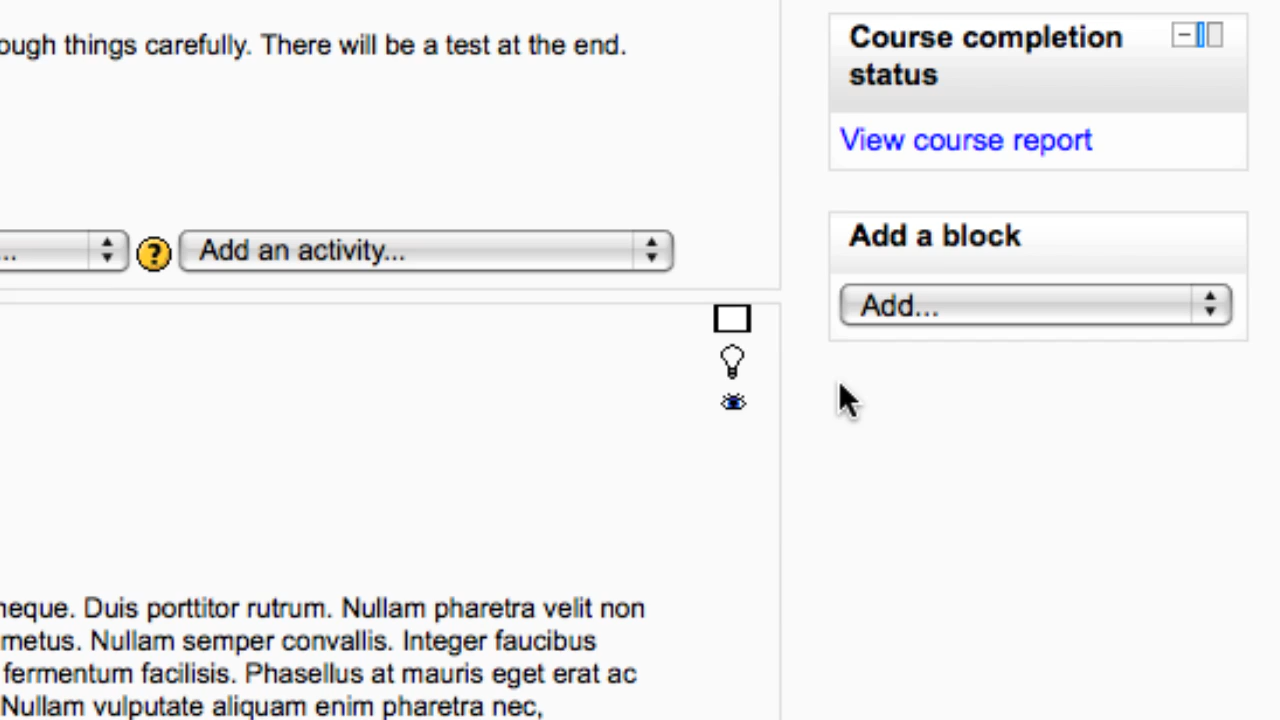 ough things carefully. There will be a test at the end.
... ? Add an activity...
neque. Duis porttitor rutrum. Nullam pharetra velit non
metus. Nullam semper convallis. Integer faucibus
fermentum facilisis. Phasellus at mauris eget erat ac
Nullam vulputate aliquam enim pharetra nec,
Course completion
status
View course report
Add a block
Add...